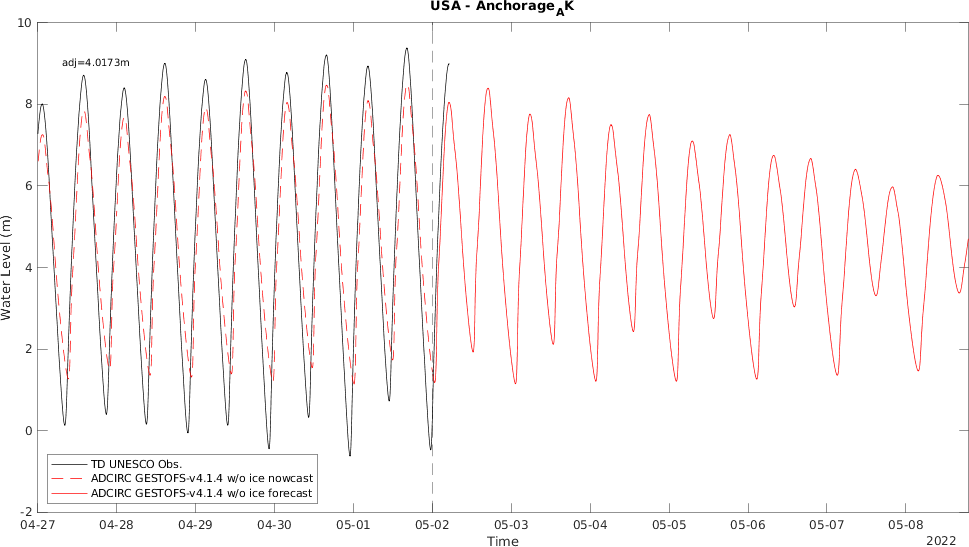 USA - Anchorage_AK
10
8
6
4
2
0
-2
Water Level (m)
adj=4.0173m
TD UNESCO Obs.
ADCIRC GESTOFS-v4.1.4 w/o ice nowcast
ADCIRC GESTOFS-v4.1.4 w/o ice forecast
04-27 04-28 04-29 04-30 05-01 05-02 05-03 05-04 05-05 05-06 05-07 05-08
Time
2022